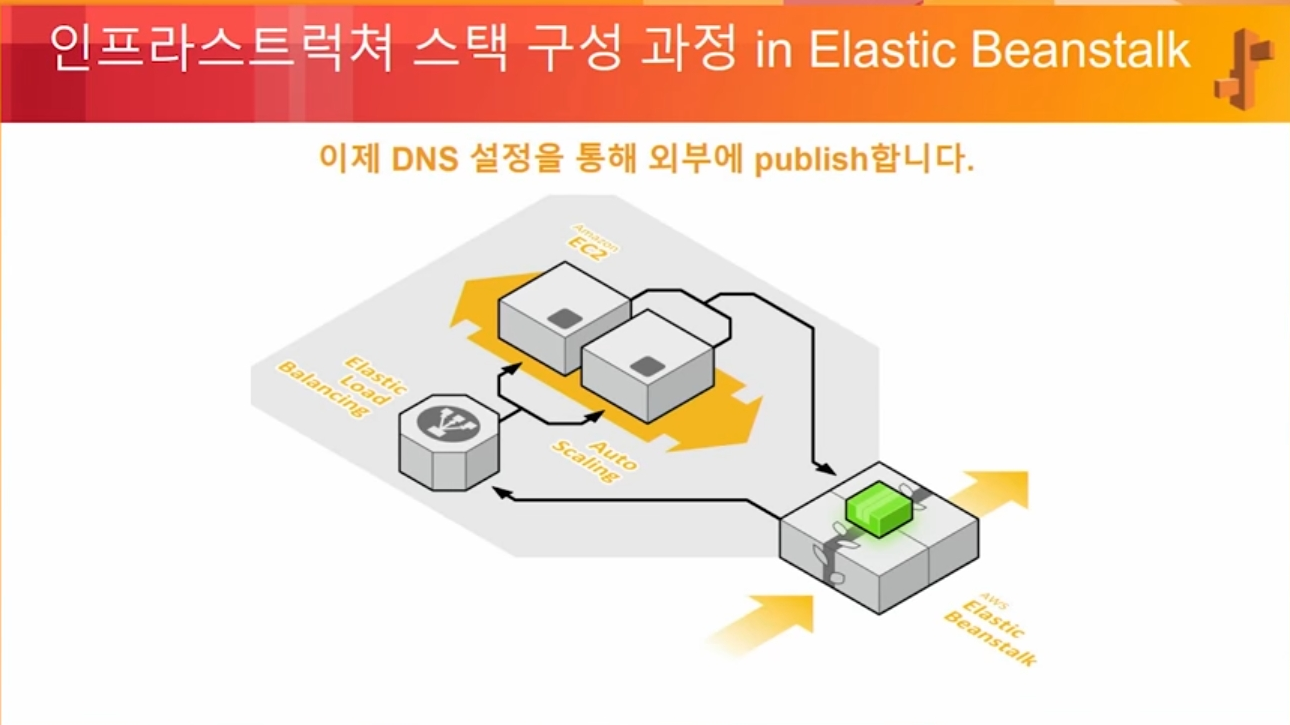 인프라스트럭쳐 스택 구성 과정 in Elastic Beanstalk
이제 DNS 설정을 통해 외부에 publish합니다.
Amazon
EC2
Elastic
Load
Balancing
Auto
Scaling
AWS
Elastic
Beanstalk